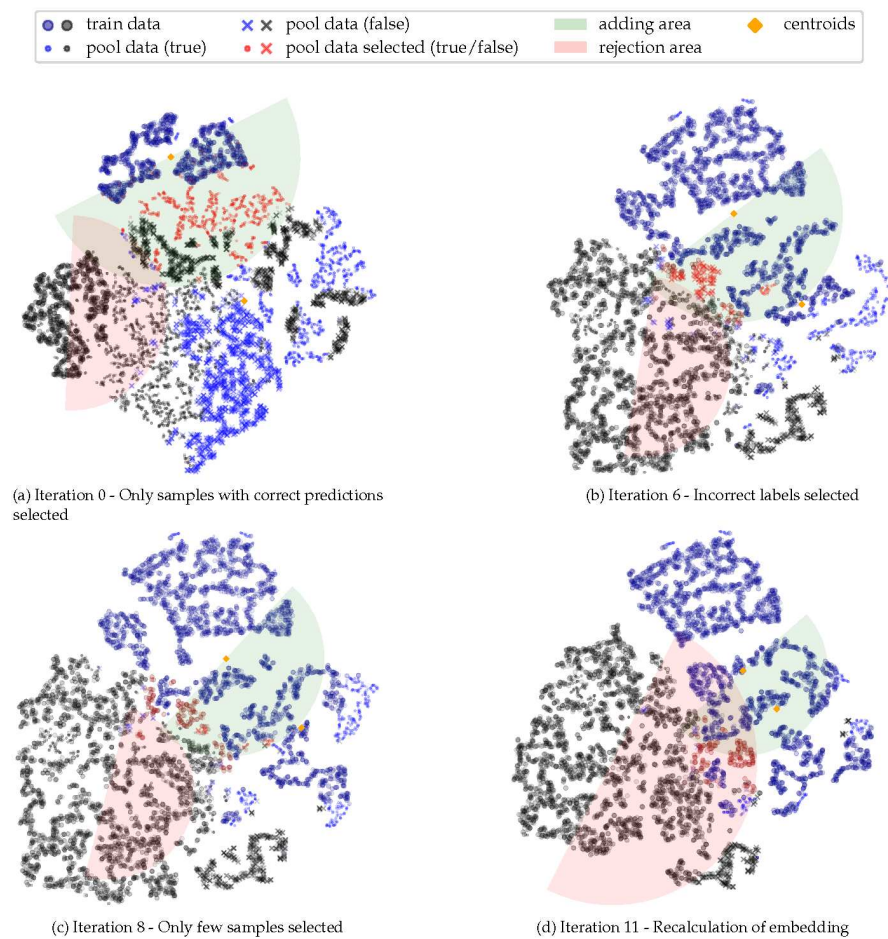 train data
pool data (false)
adding area
centroids
pool data (true)
pool data selected (true/false)
rejection area
(a) Iteration 0 - Only samples with correct predictions
selected
(b) Iteration 6 - Incorrect labels selected
(c) Iteration 8 - Only few samples selected
(d) Iteration 11 - Recalculation of embedding